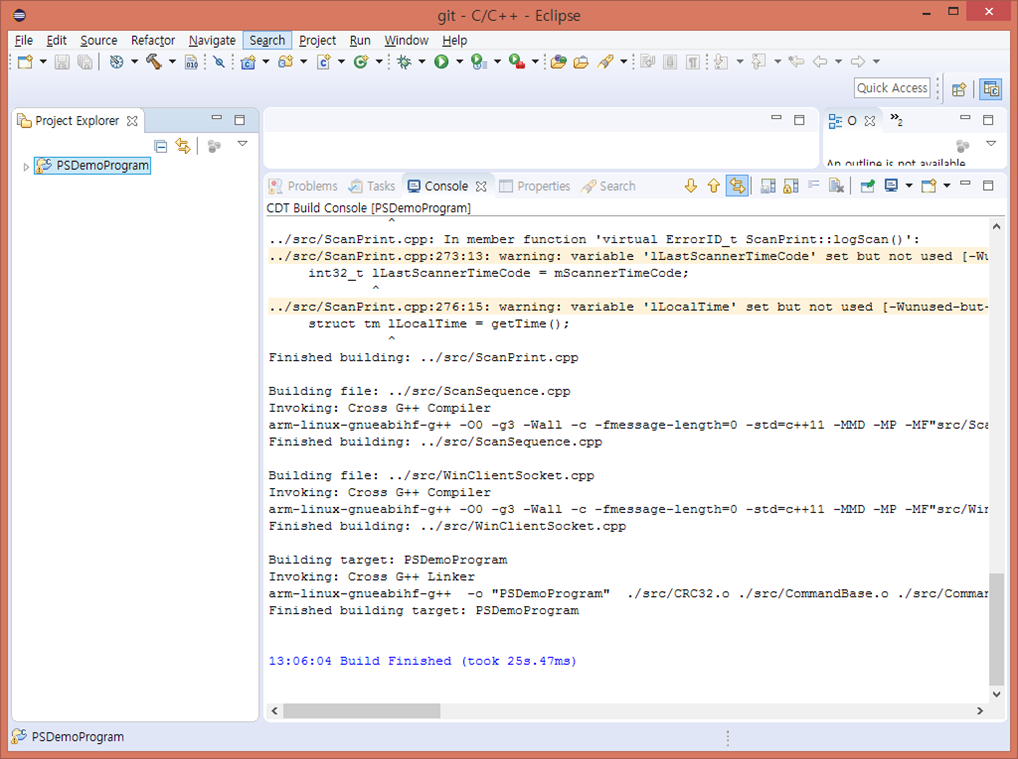 git - C/C++ - Eclipse
File Edit Source Refactor Navigate Search Project Run Window Help
Quick Access
Project Explorer
O
2
PSDemoProgram
An outline is not available.
Problems Tasks Console Properties Search
CDT Build Console [PSDemoProgram]
^
../src/ScanPrint.cpp: In member function 'virtual ErrorID_t ScanPrint::logScan()':
../src/ScanPrint.cpp:273:13: warning: variable 'lLastScannerTimeCode' set but not used [-Wu
int32_t lLastScannerTimeCode = mScannerTimeCode;
^
../src/ScanPrint.cpp:276:15: warning: variable 'lLocalTime' set but not used [-Wunused-but-
struct tm lLocalTime = getTime();
^
Finished building: ../src/ScanPrint.cpp
Building file: ../src/ScanSequence.cpp
Invoking: Cross G++ Compiler
arm-linux-gnueabihf-g++ -O0 -g3 -Wall -c -fmessage-length=0 -std=c++11 -MMD -MP -MF"src/Sca
Finished building: ../src/ScanSequence.cpp
Building file: ../src/WinClientSocket.cpp
Invoking: Cross G++ Compiler
arm-linux-gnueabihf-g++ -O0 -g3 -Wall -c -fmessage-length=0 -std=c++11 -MMD -MP -MF"src/Win
Finished building: ../src/WinClientSocket.cpp
Building target: PSDemoProgram
Invoking: Cross G++ Linker
arm-linux-gnueabihf-g++ -o "PSDemoProgram" ./src/CRC32.o ./src/CommandBase.o ./src/Comman
Finished building target: PSDemoProgram
13:06:04 Build Finished (took 25s.47ms)
PSDemoProgram